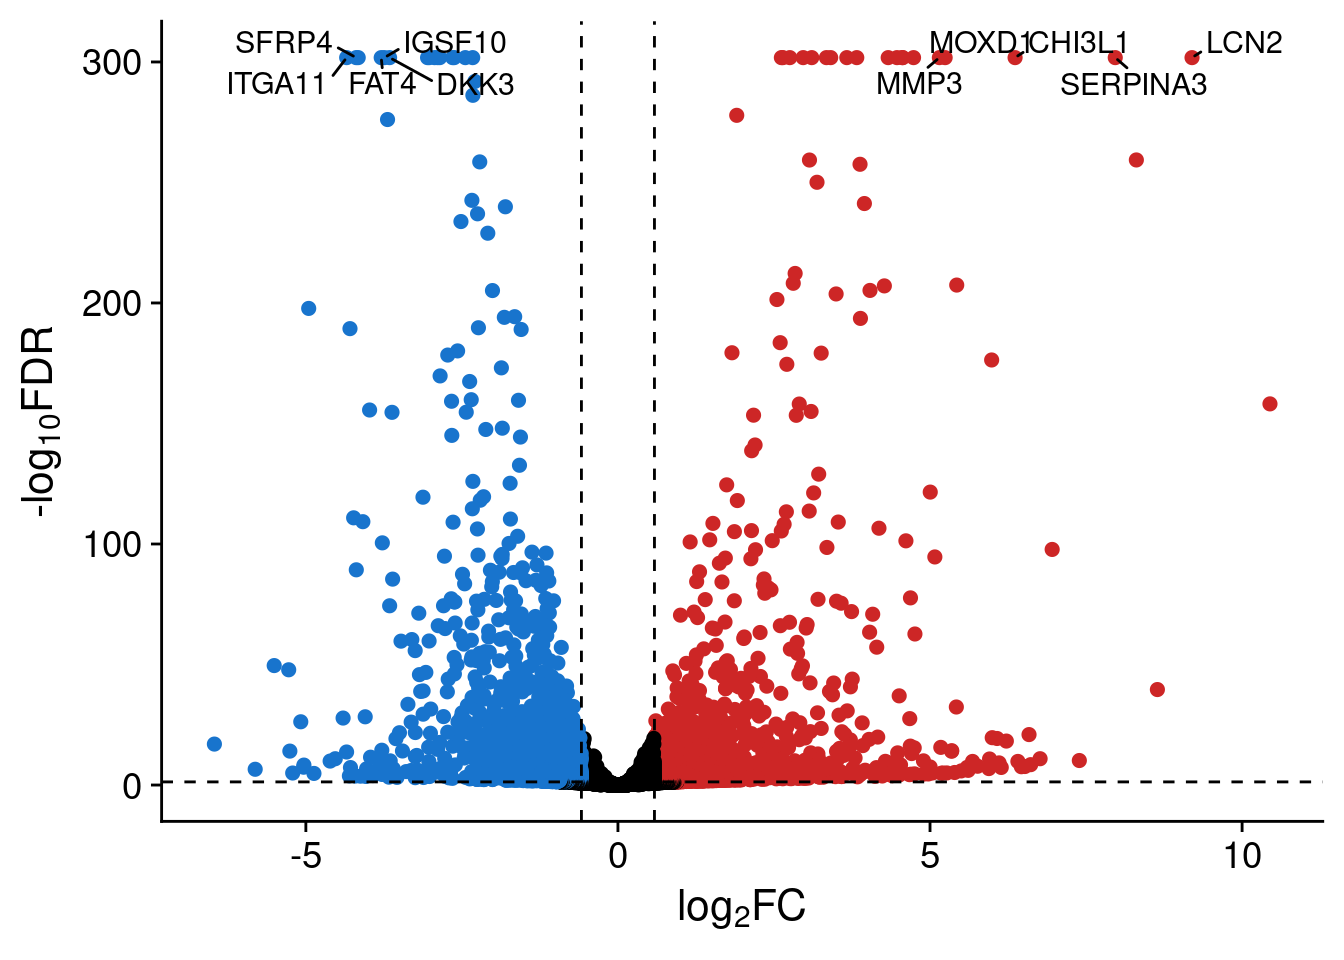 SFRP4 IGSF10 MOXD1 CHI3L1 LCN2
ITGA11 FAT4 DKK3 MMP3 SERPINA3
300
200
100
0
-log10FDR
-5 0 5 10
log2FC